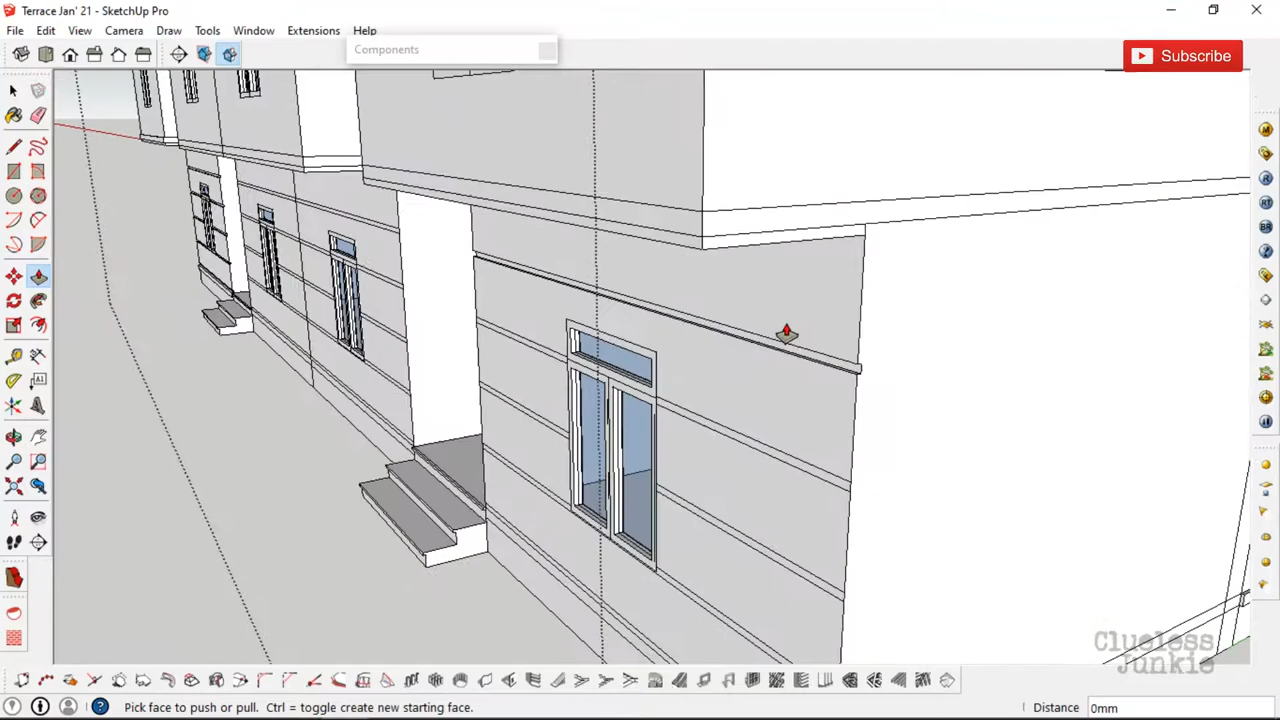 Terrace Jan' 21 - SketchUp Pro
File Edit View Camera Draw Tools Window Extensions Help
Components
Subscribe
Clueless
Junkie
Pick face to push or pull. Ctrl = toggle create new starting face.
Distance 0mm